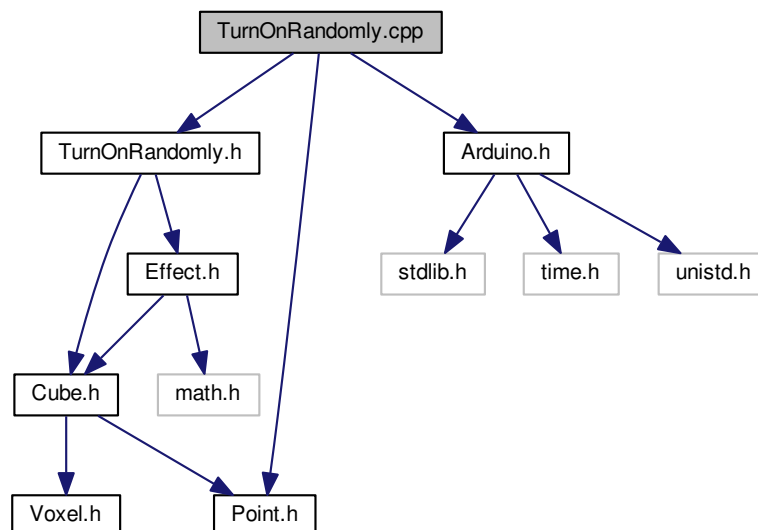 TurnOnRandomly.cpp
TurnOnRandomly.h
Arduino.h
Effect.h
stdlib.h
time.h
unistd.h
Cube.h
math.h
Voxel.h
Point.h